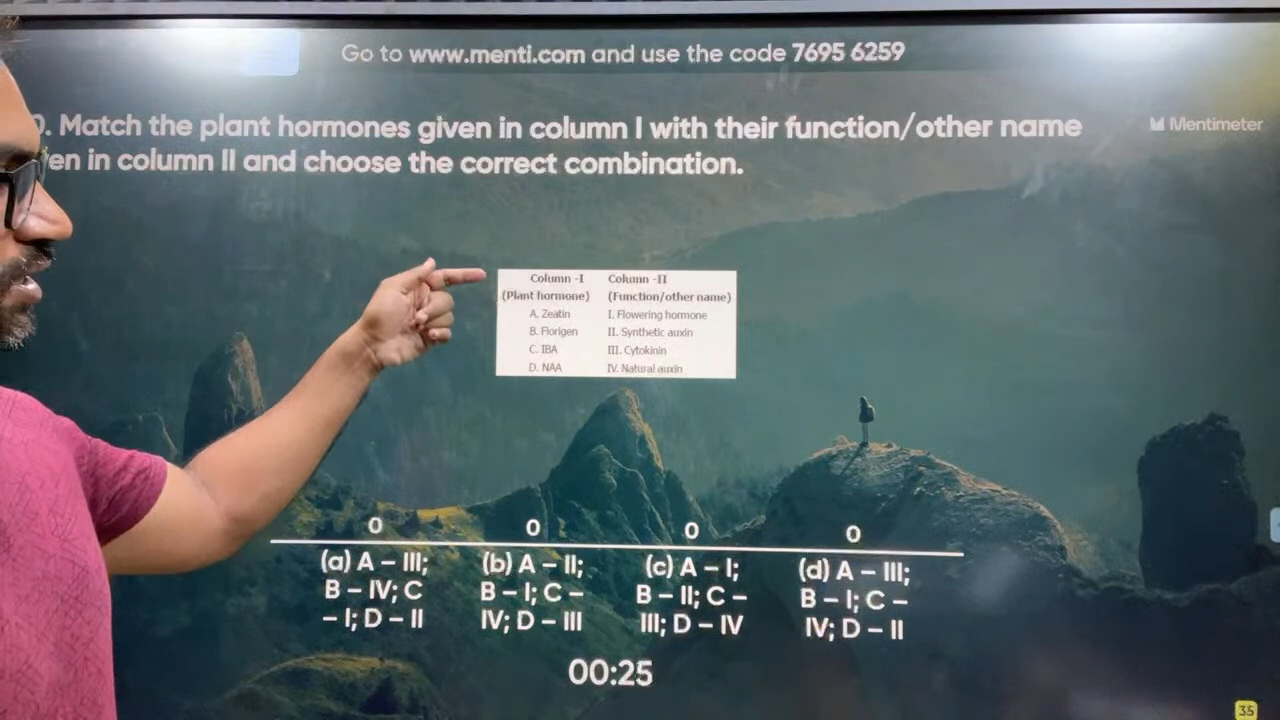 Go to www.menti.com and use the code 7695 6259
. Match the plant hormones given in column I with their function/other name
en in column II and choose the correct combination.
Mentimeter
Column -I Column -II
(Plant hormone) (Function/other name)
A. Zeatin I. Flowering hormone
B. Florigen II. Synthetic auxin
C. IBA III. Cytokinin
D. NAA IV. Natural auxin
0 0 0 0
(a) A – III;
B – IV; C
– I; D – II
(b) A – II;
B – I; C –
IV; D – III
(c) A – I;
B – II; C –
III; D – IV
(d) A – III;
B – I; C –
IV; D – II
00:25
35